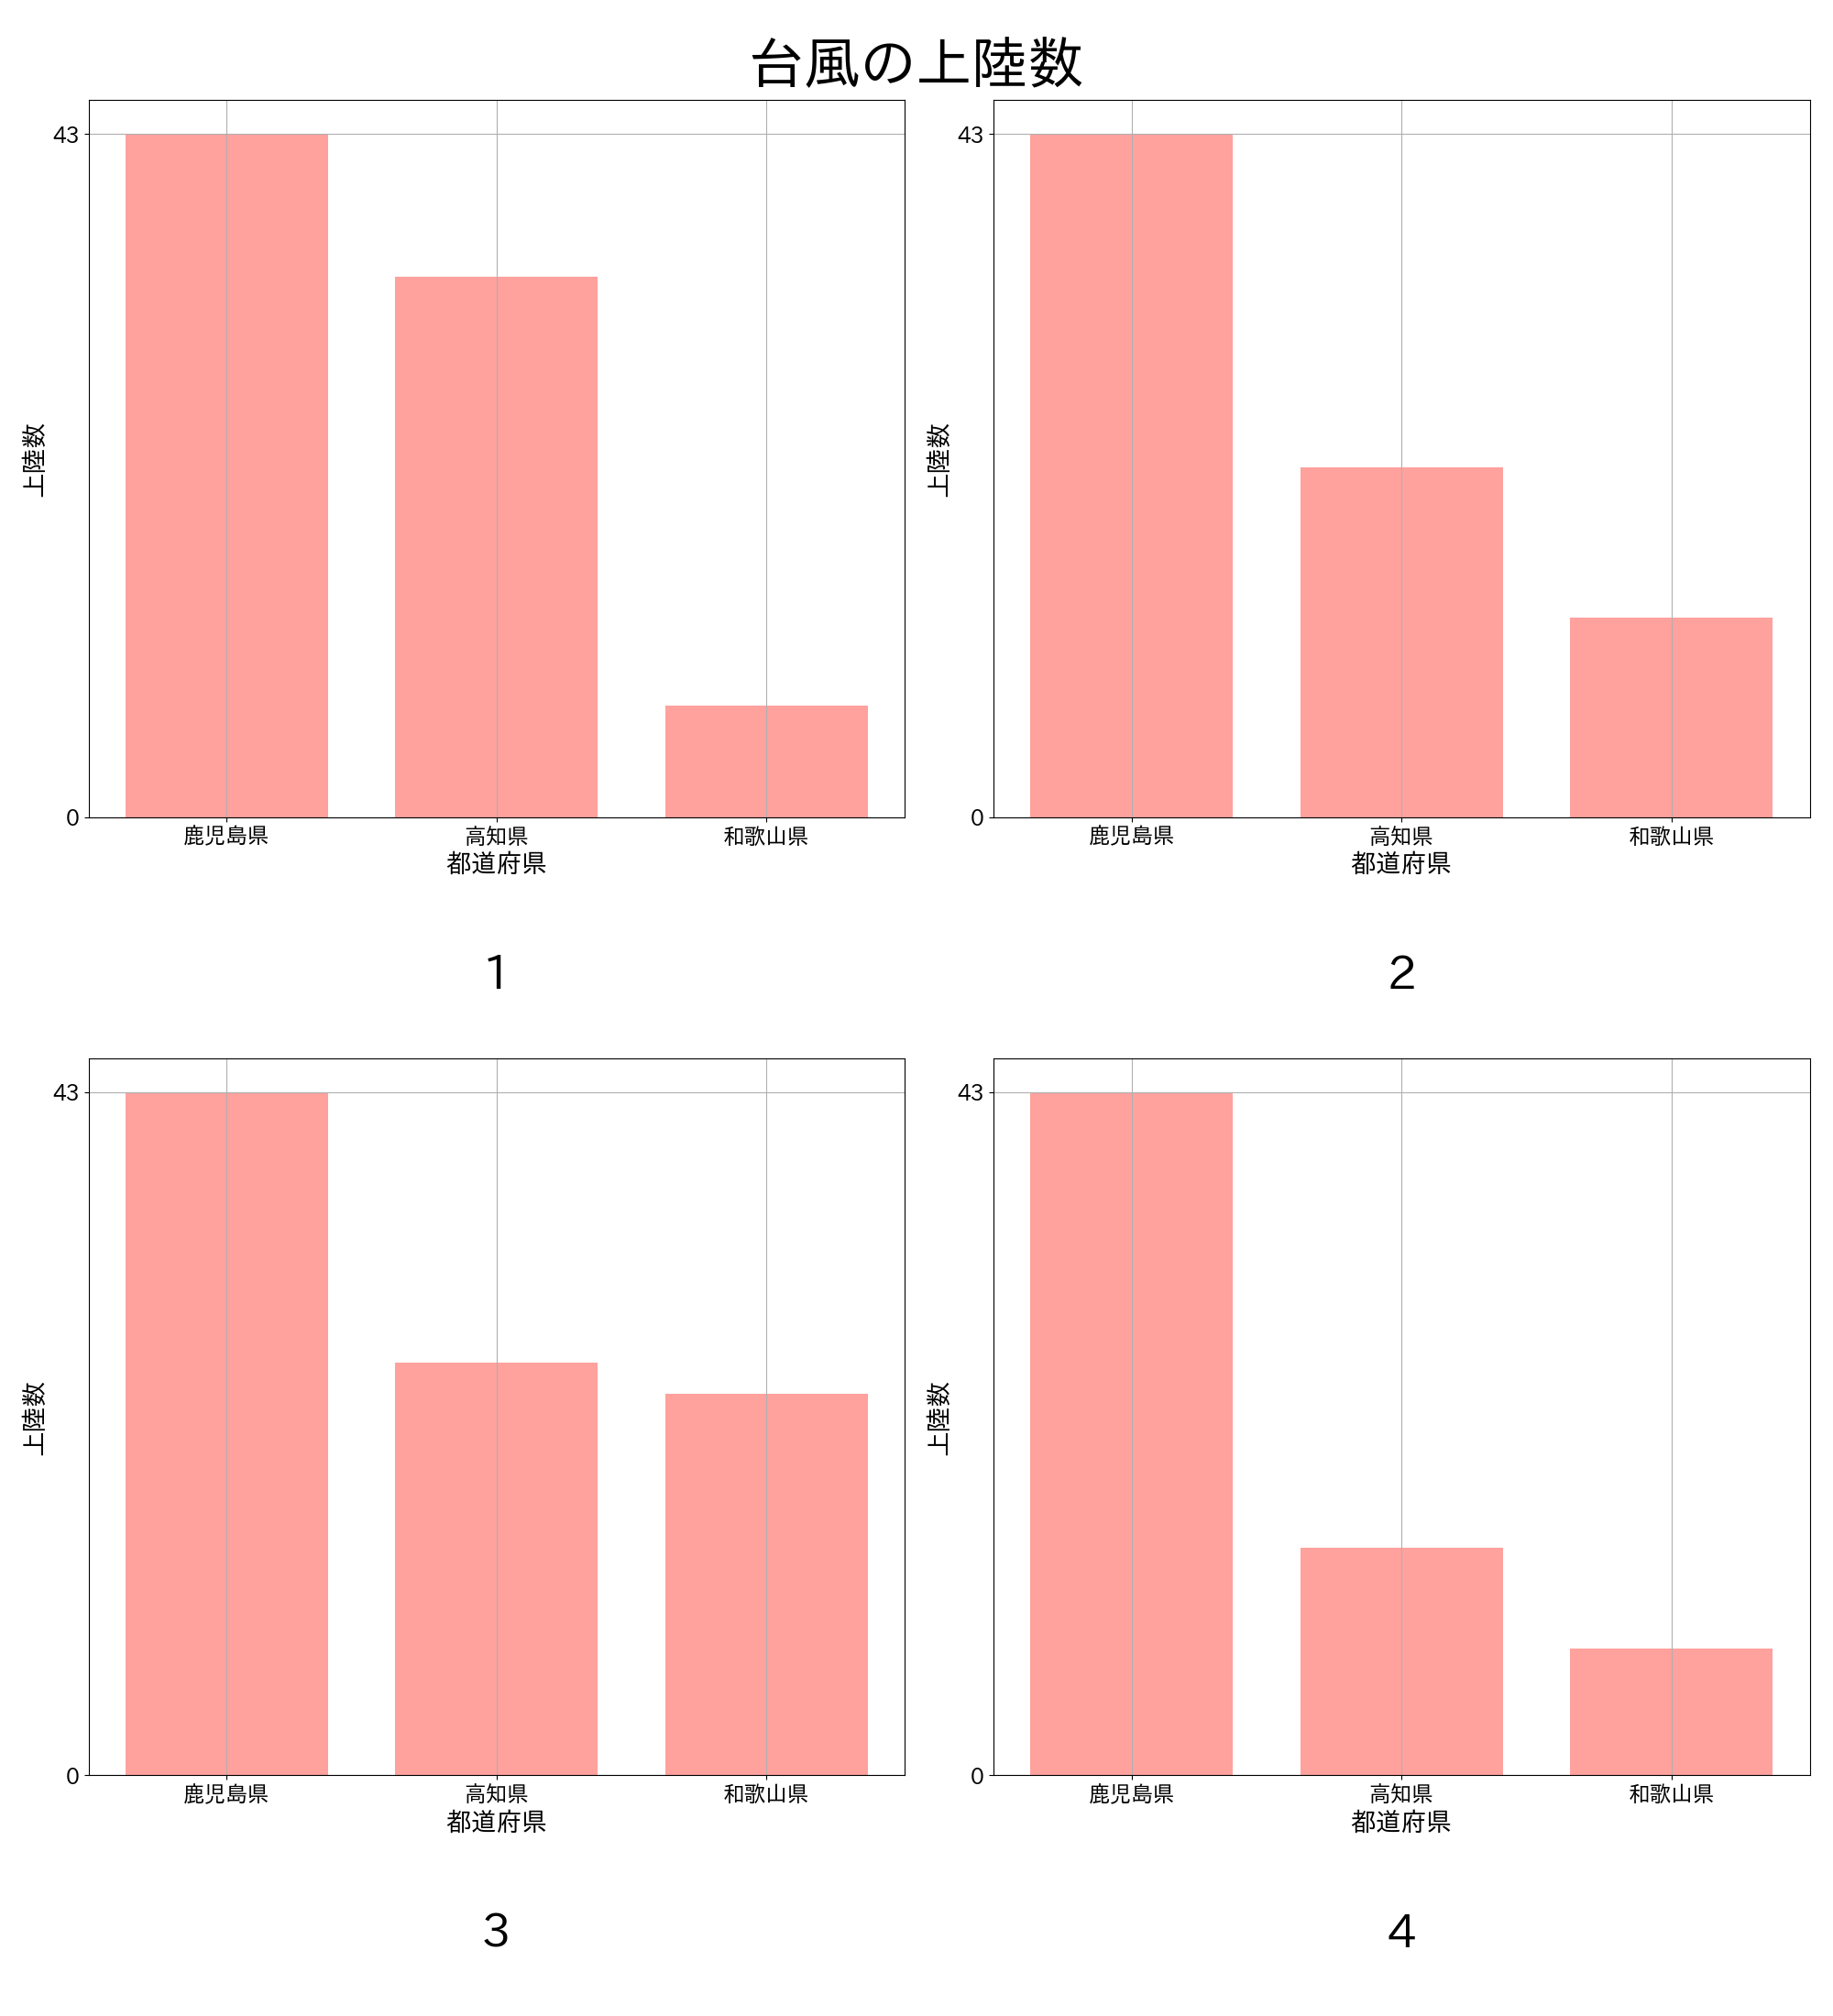 台風の上陸数
43
上陸数
0
鹿児島県 高知県 和歌山県
都道府県
1
43
上陸数
0
鹿児島県 高知県 和歌山県
都道府県
2
43
上陸数
0
鹿児島県 高知県 和歌山県
都道府県
3
43
上陸数
0
鹿児島県 高知県 和歌山県
都道府県
4